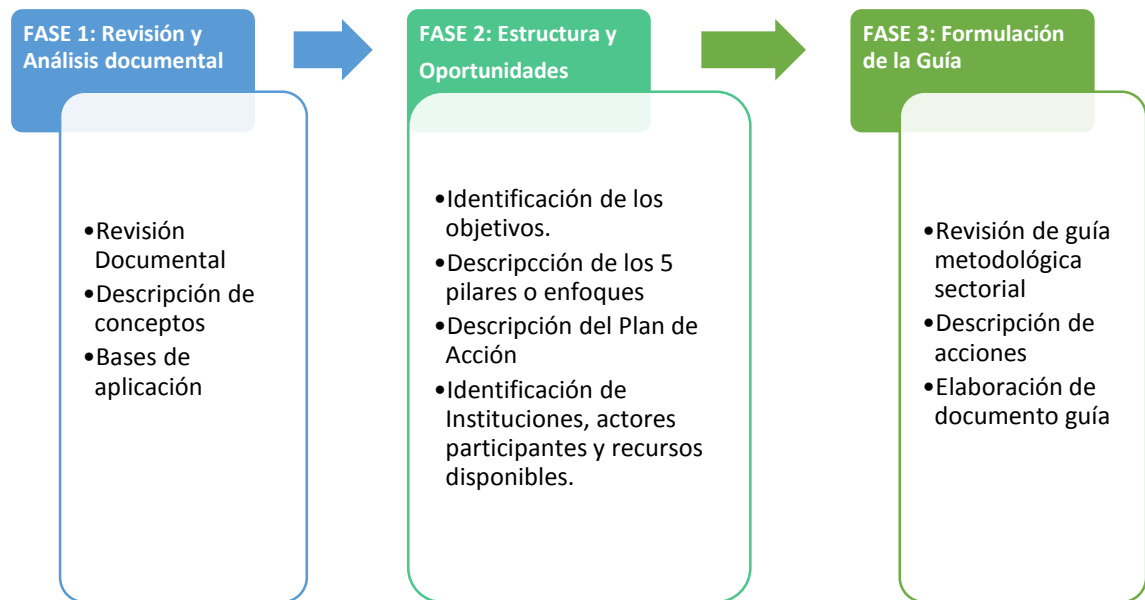 FASE 1: Revisión y
Análisis documental
•Revisión
Documental
•Descripción de
conceptos
•Bases de
aplicación
FASE 2: Estructura y
Oportunidades
•Identificación de los
objetivos.
•Descripcción de los 5
pilares o enfoques
•Descripción del Plan de
Acción
•Identificación de
Instituciones, actores
participantes y recursos
disponibles.
FASE 3: Formulación
de la Guía
•Revisión de guía
metodológica
sectorial
•Descripción de
acciones
•Elaboración de
documento guía